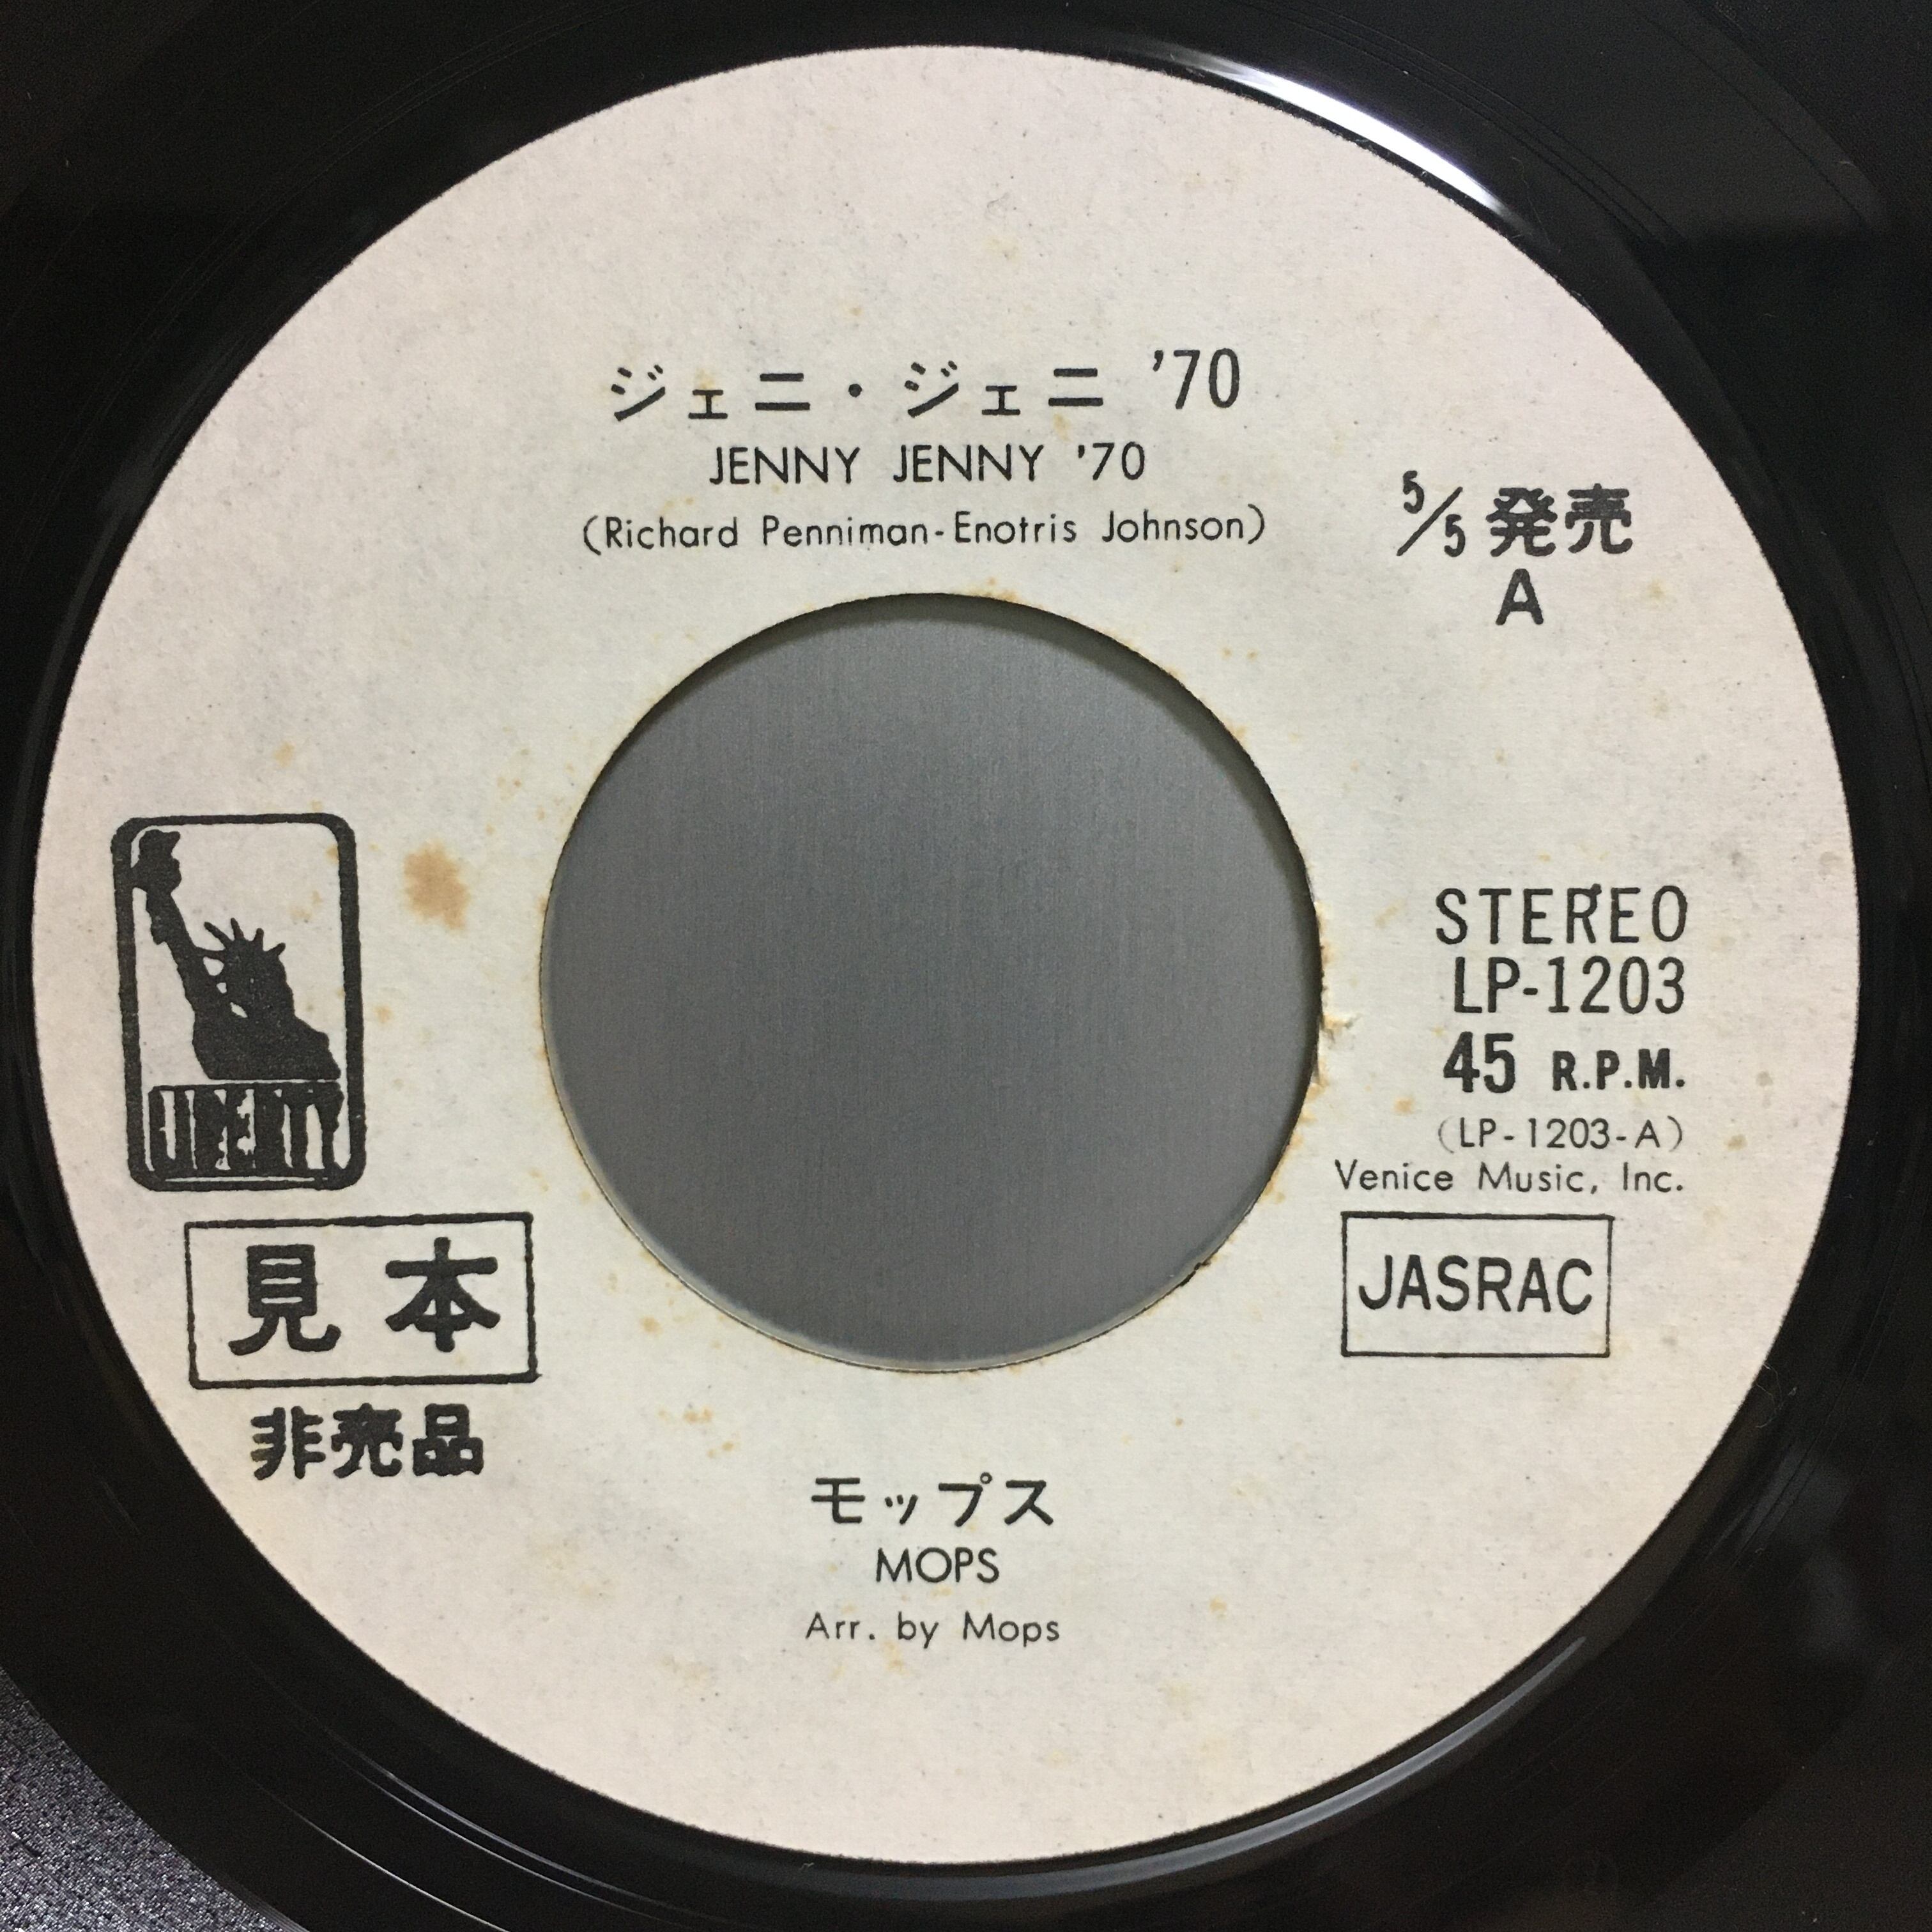 ジェニ・ジェニ '70
JENNY JENNY '70
(Richard Penniman-Enotris Johnson)
5/5 発売
A
STEREO
LP-1203
45 R.P.M.
(LP-1203-A)
Venice Music, Inc.
JASRAC
LIBERTY
見本
非売品
モップス
MOPS
Arr. by Mops